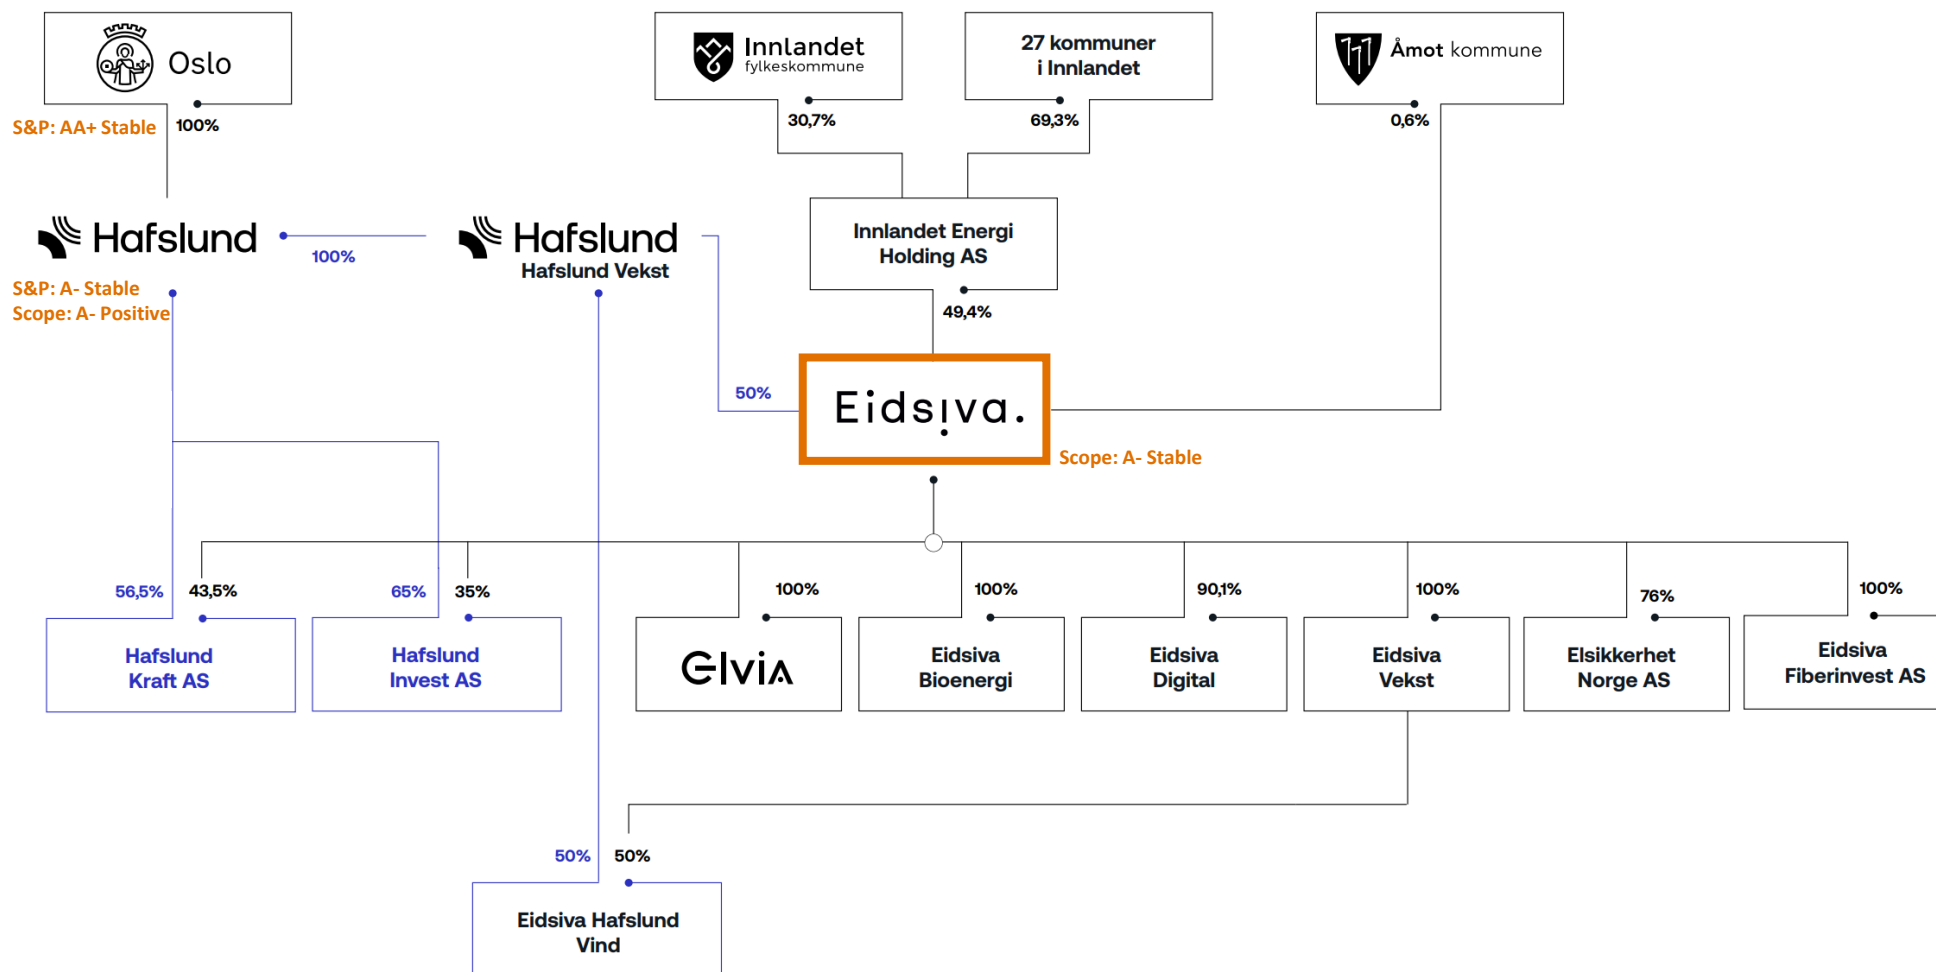 Oslo
Innlandet
fylkeskommune
27 kommuner
i Innlandet
Åmot kommune
S&P: AA+ Stable
100%
30,7%
69,3%
0,6%
Hafslund
100%
Hafslund
Hafslund Vekst
Innlandet Energi
Holding AS
S&P: A- Stable
Scope: A- Positive
49,4%
50%
Eidsiva.
Scope: A- Stable
56,5%
43,5%
65%
35%
100%
100%
90,1%
100%
76%
100%
Hafslund
Kraft AS
Hafslund
Invest AS
Elvia
Eidsiva
Bioenergi
Eidsiva
Digital
Eidsiva
Vekst
Elsikkerhet
Norge AS
Eidsiva
Fiberinvest AS
50%
50%
Eidsiva Hafslund
Vind